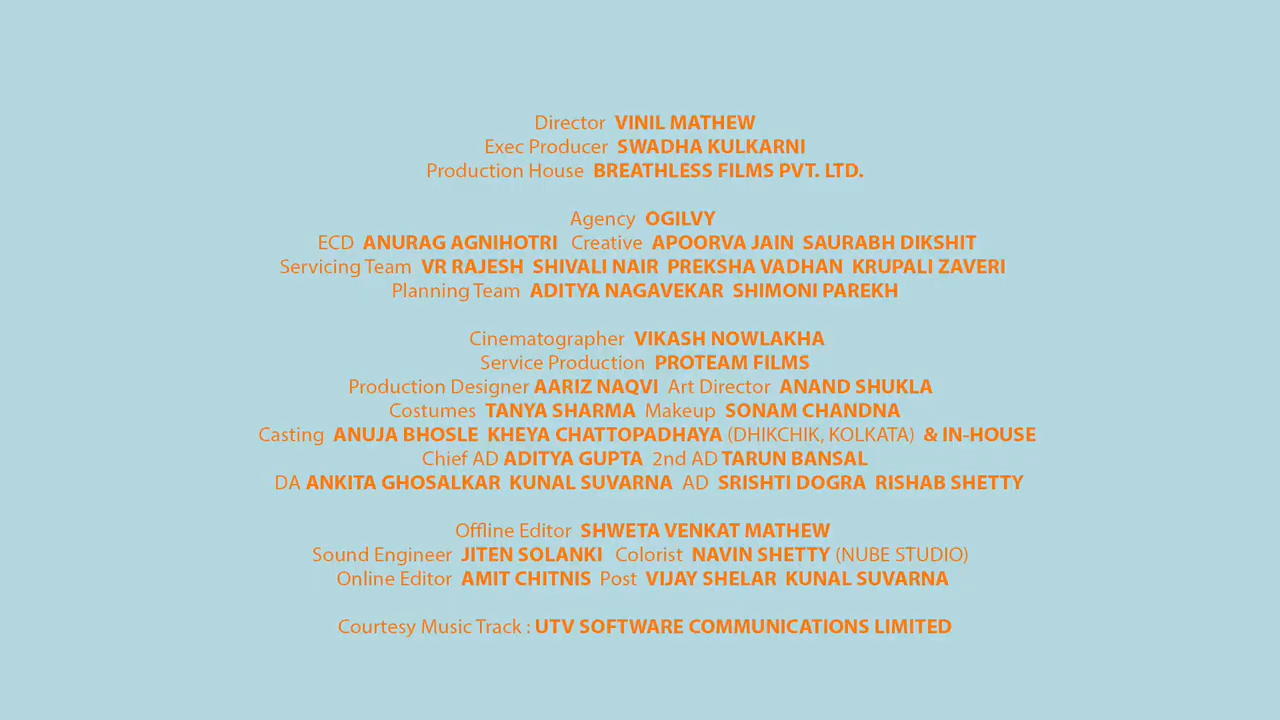 Director VINIL MATHEW
Exec Producer SWADHA KULKARNI
Production House BREATHLESS FILMS PVT. LTD.
Agency OGILVY
ECD ANURAG AGNIHOTRI Creative APOORVA JAIN SAURABH DIKSHIT
Servicing Team VR RAJESH SHIVALI NAIR PREKSHA VADHAN KRUPALI ZAVERI
Planning Team ADITYA NAGAVEKAR SHIMONI PAREKH
Cinematographer VIKASH NOWLAKHA
Service Production PROTEAM FILMS
Production Designer AARIZ NAQVI Art Director ANAND SHUKLA
Costumes TANYA SHARMA Makeup SONAM CHANDNA
Casting ANUJA BHOSLE KHEYA CHATTOPADHAYA (DHIKCHIK, KOLKATA) & IN-HOUSE
Chief AD ADITYA GUPTA 2nd AD TARUN BANSAL
DA ANKITA GHOSALKAR KUNAL SUVARNA AD SRISHTI DOGRA RISHAB SHETTY
Offline Editor SHWETA VENKAT MATHEW
Sound Engineer JITEN SOLANKI Colorist NAVIN SHETTY (NUBE STUDIO)
Online Editor AMIT CHITNIS Post VIJAY SHELAR KUNAL SUVARNA
Courtesy Music Track : UTV SOFTWARE COMMUNICATIONS LIMITED